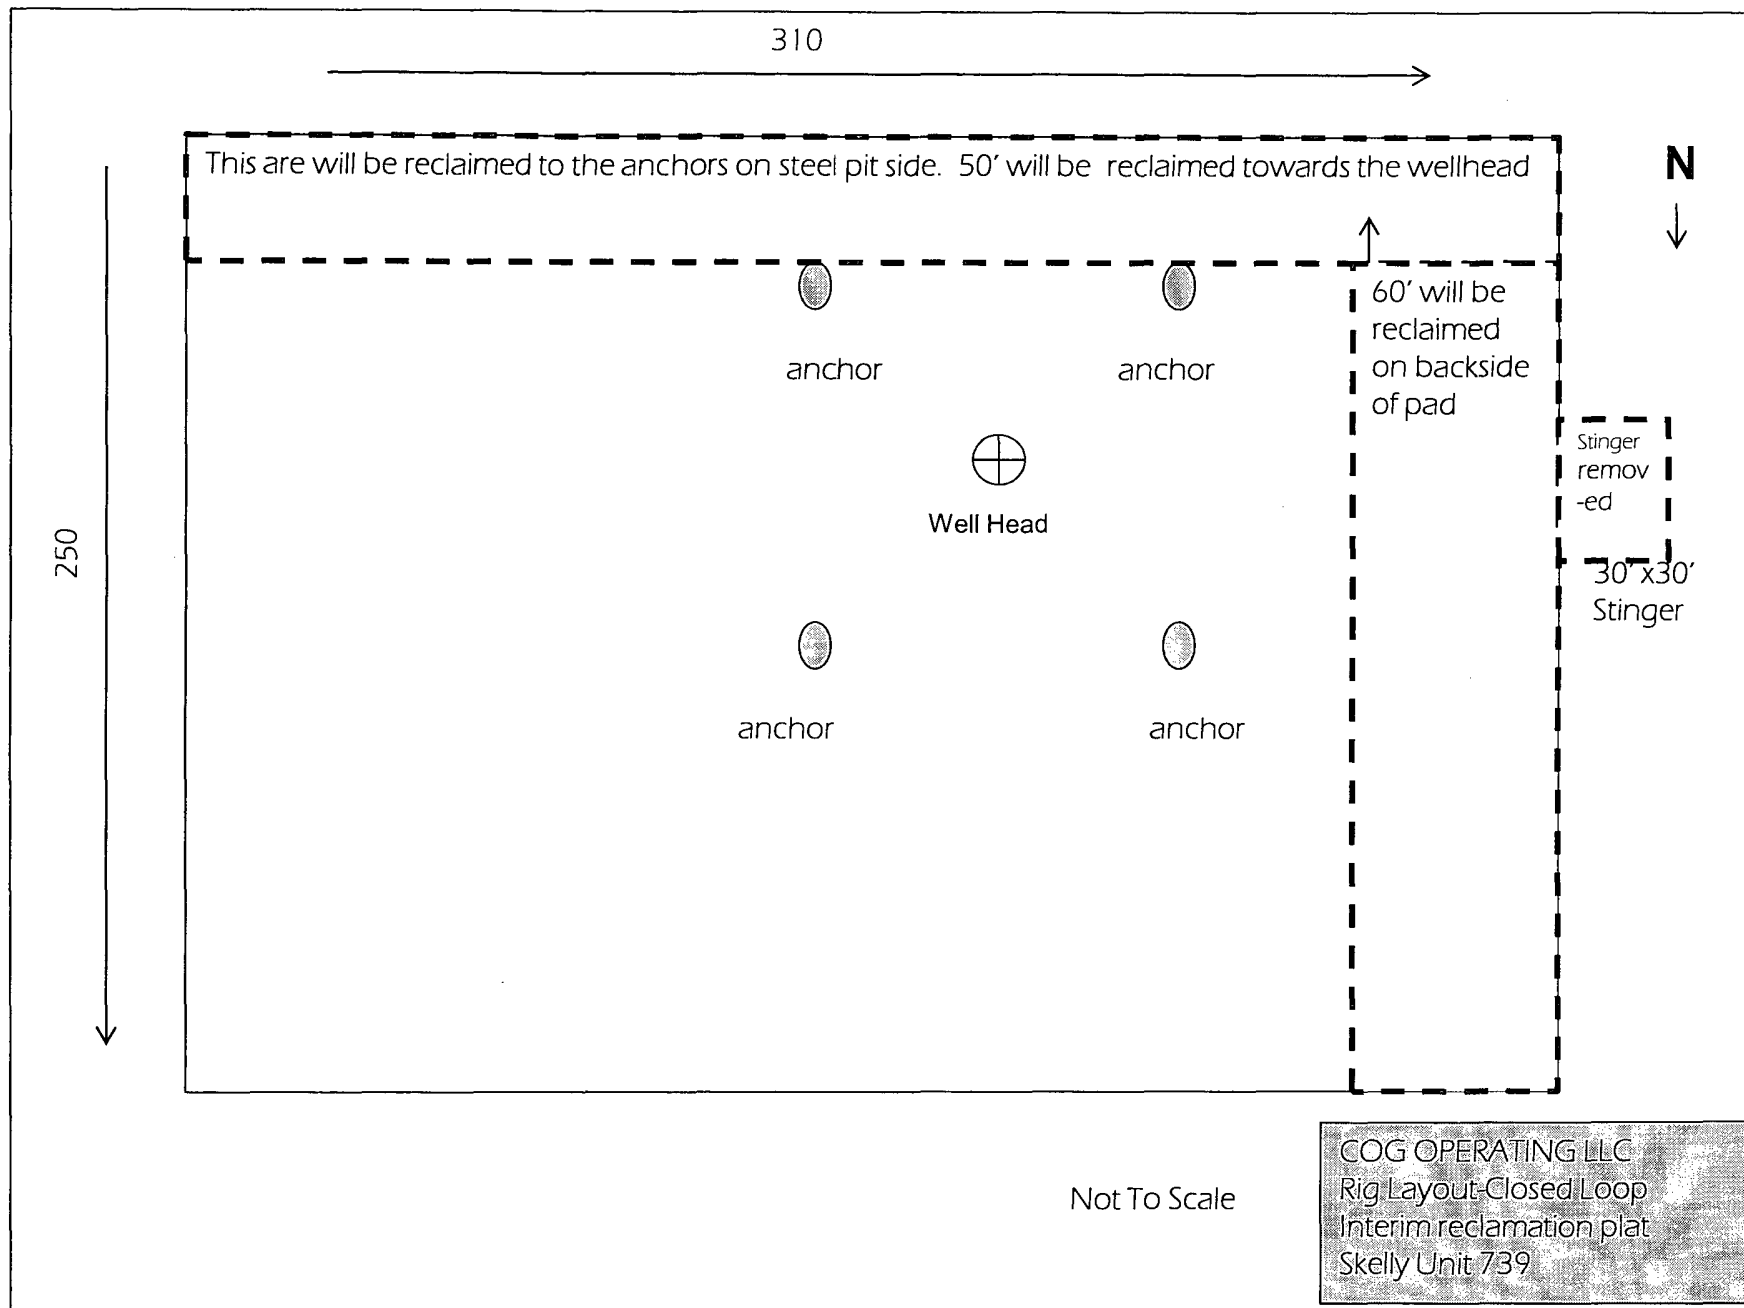 310
This are will be reclaimed to the anchors on steel pit side. 50' will be reclaimed towards the wellhead
N
60' will be
reclaimed
on backside
of pad
anchor
anchor
Stinger
remov
-ed
Well Head
250
30' x30'
Stinger
anchor
anchor
Not To Scale
COG OPERATING LLC
Rig Layout-Closed Loop
Interim reclamation plat
Skelly Unit 739